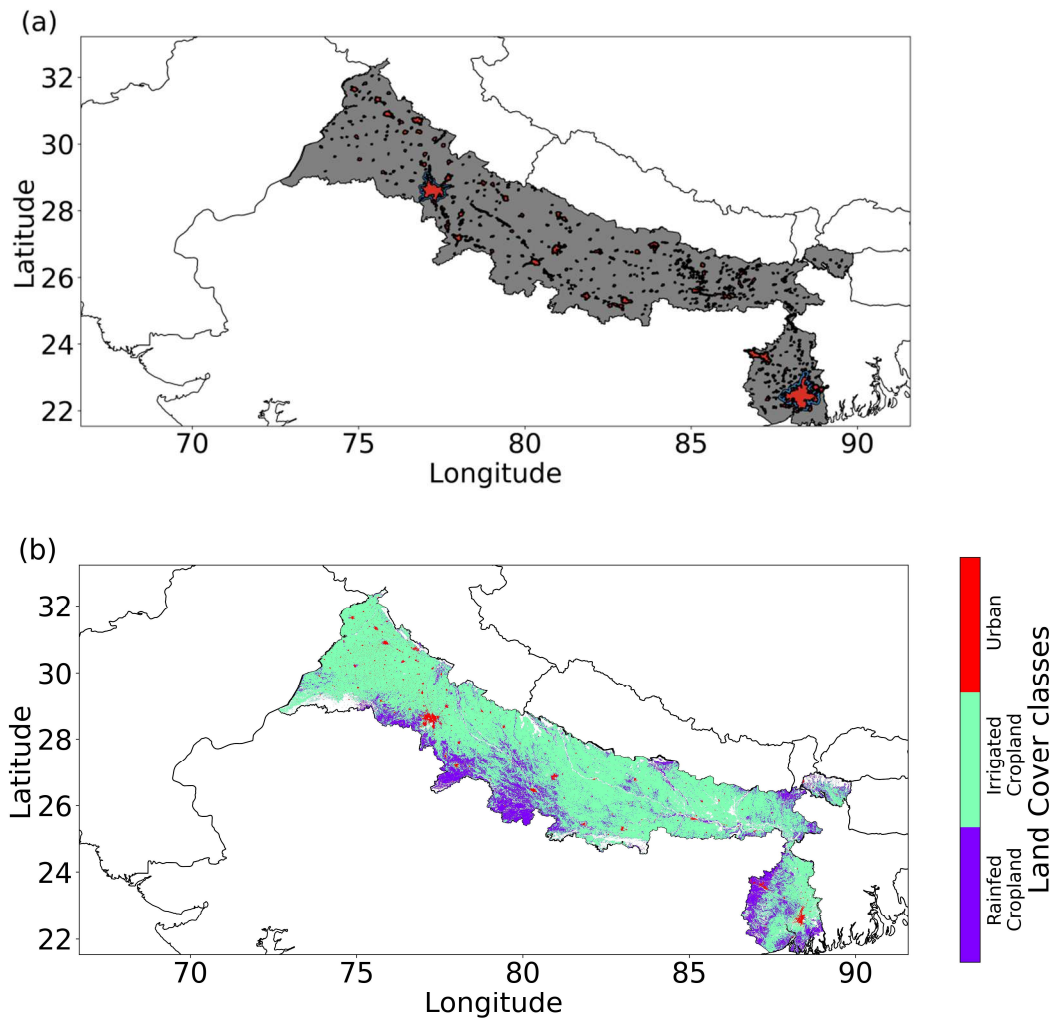 (a)
32
30
28
26
24
22
Latitude
70 75 80 85 90
Longitude
(b)
32
30
28
26
24
22
Latitude
70 75 80 85 90
Longitude
Urban
Irrigated
Cropland
Rainfed
Cropland
Land Cover classes